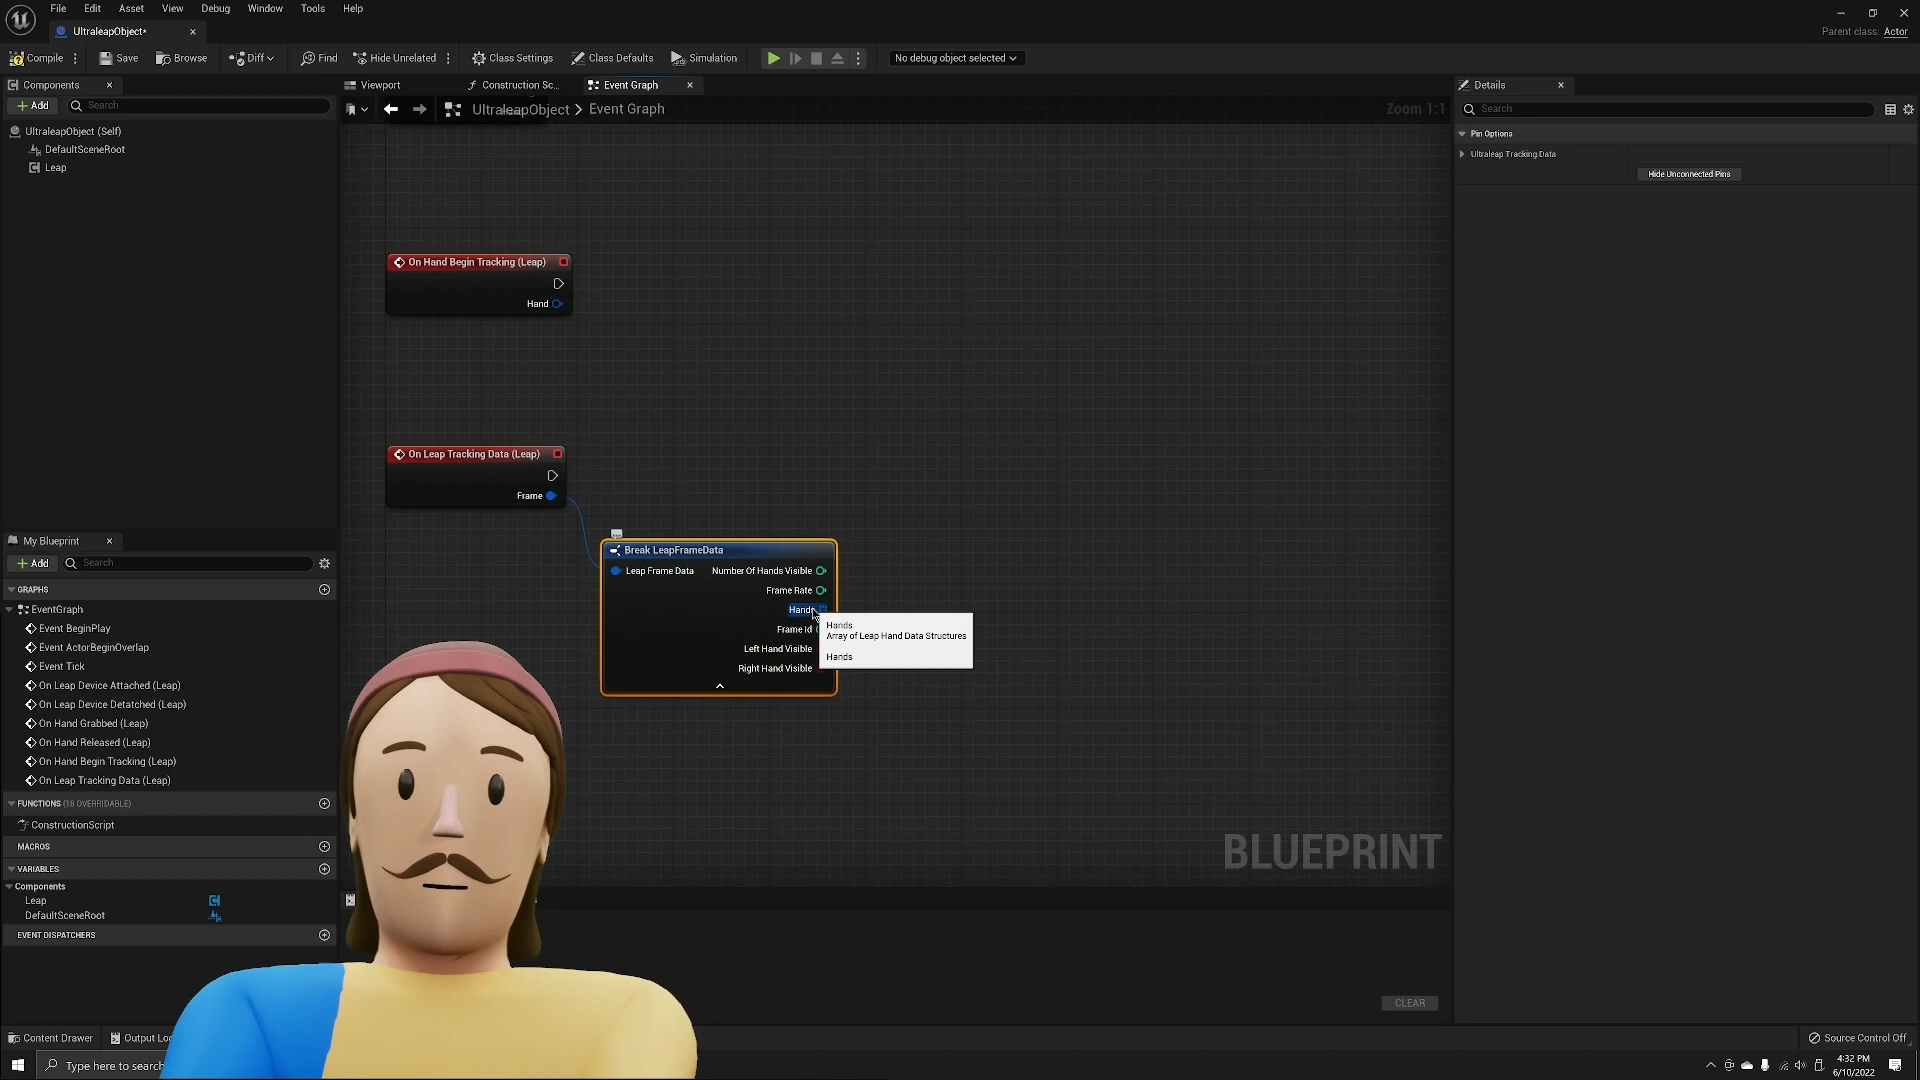 File Edit Asset View Debug Window Tools Help
UltraleapObject*
Parent class: Actor
Compile Save Browse Diff Find Hide Unrelated Class Settings Class Defaults Simulation No debug object selected
Components
Add Search
UltraleapObject (Self)
DefaultSceneRoot
Leap
Viewport Construction Sc... Event Graph
UltraleapObject > Event Graph Zoom 1:1
On Hand Begin Tracking (Leap)
Hand
On Leap Tracking Data (Leap)
Frame
Break LeapFrameData
Leap Frame Data Number Of Hands Visible
Frame Rate
Hands
Frame Id
Left Hand Visible
Right Hand Visible
Hands
Array of Leap Hand Data Structures
Hands
BLUEPRINT
CLEAR
Details
Search
Pin Options
Ultraleap Tracking Data
Hide Unconnected Pins
My Blueprint
Add Search
GRAPHS
EventGraph
Event BeginPlay
Event ActorBeginOverlap
Event Tick
On Leap Device Attached (Leap)
On Leap Device Detatched (Leap)
On Hand Grabbed (Leap)
On Hand Released (Leap)
On Hand Begin Tracking (Leap)
On Leap Tracking Data (Leap)
FUNCTIONS (18 OVERRIDABLE)
ConstructionScript
MACROS
VARIABLES
Components
Leap
DefaultSceneRoot
EVENT DISPATCHERS
Content Drawer Output Lo
Source Control Off
Type here to search
4:32 PM
6/10/2022